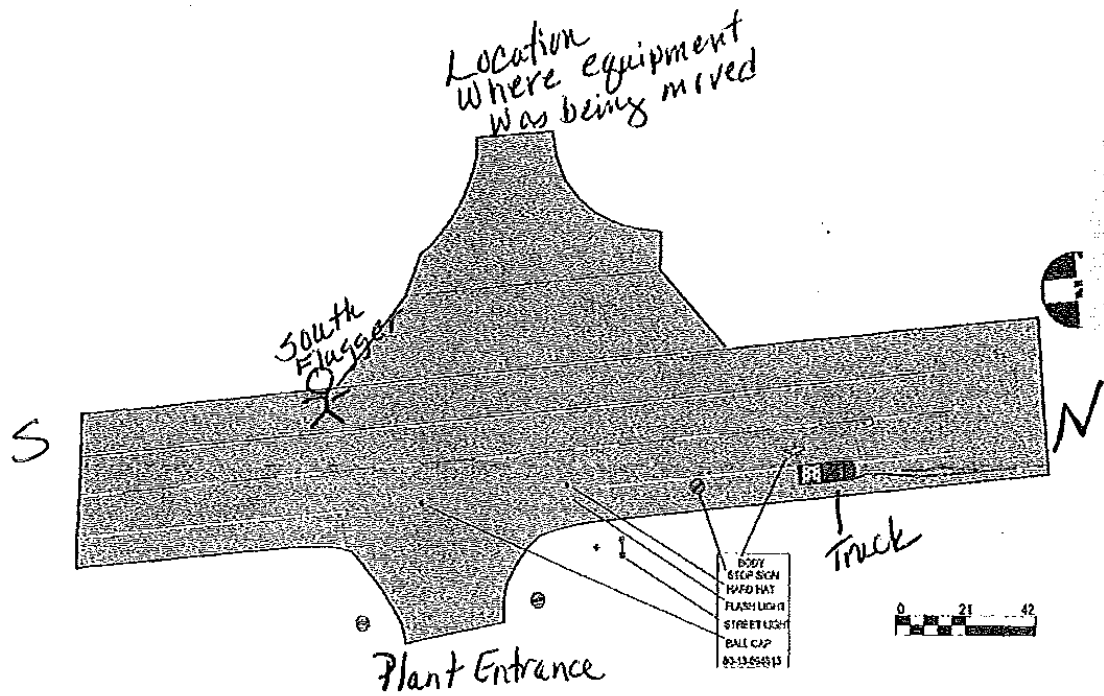 Location
where equipment
was being moved
South
Flagger
S
N
Truck
BODY
STOP SIGN
HARD HAT
FLASH LIGHT
STREET LIGHT
BALL CAP
0 21 42
Plant Entrance